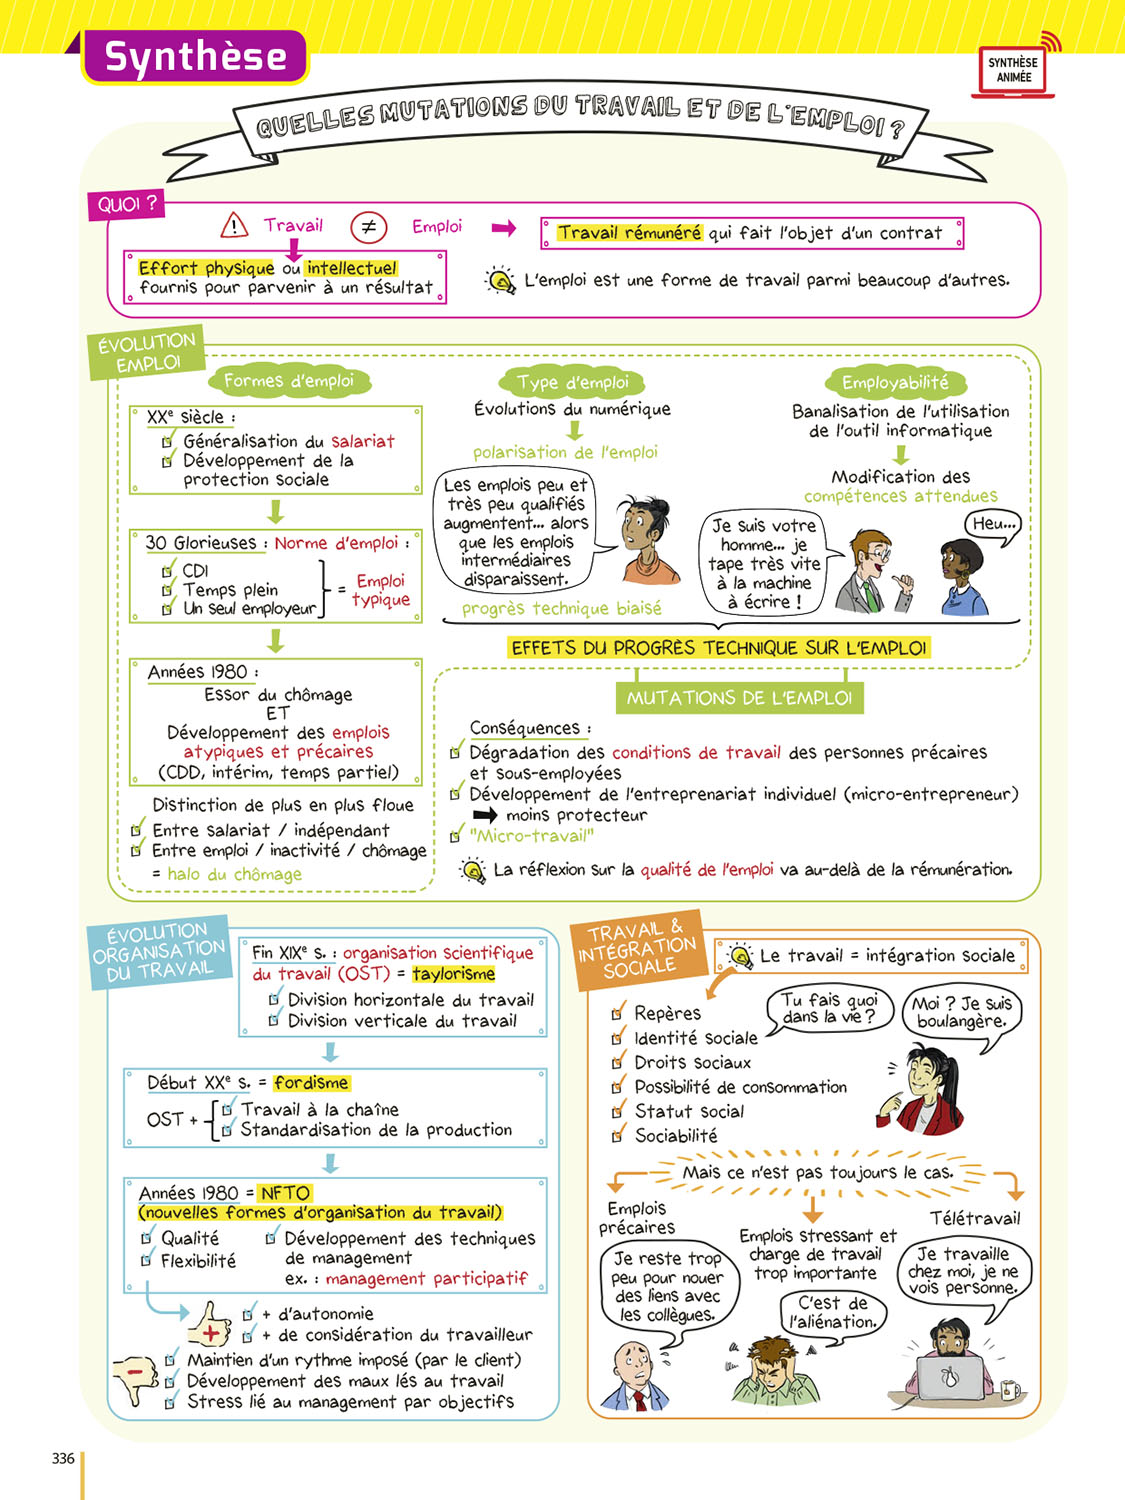 Synthèse
SYNTHÈSE
ANIMÉE
QUELLES MUTATIONS DU TRAVAIL ET DE L'EMPLOI ?
QUOI ?
! Travail ≠ Emploi
Travail rémunéré qui fait l'objet d'un contrat
Effort physique ou intellectuel
fournis pour parvenir à un résultat
L'emploi est une forme de travail parmi beaucoup d'autres.
ÉVOLUTION
EMPLOI
Formes d'emploi
XXe siècle :
Généralisation du salariat
Développement de la
protection sociale
30 Glorieuses : Norme d'emploi :
CDI
Temps plein
Un seul employeur
= Emploi
typique
Années 1980 :
Essor du chômage
ET
Développement des emplois
atypiques et précaires
(CDD, intérim, temps partiel)
Distinction de plus en plus floue
Entre salariat / indépendant
Entre emploi / inactivité / chômage
= halo du chômage
Type d'emploi
Évolutions du numérique
polarisation de l'emploi
Les emplois peu et
très peu qualifiés
augmentent... alors
que les emplois
intermédiaires
disparaissent.
progrès technique biaisé
Employabilité
Banalisation de l'utilisation
de l'outil informatique
Modification des
compétences attendues
Je suis votre
homme... je
tape très vite
à la machine
à écrire !
Heu...
EFFETS DU PROGRÈS TECHNIQUE SUR L'EMPLOI
MUTATIONS DE L'EMPLOI
Conséquences :
Dégradation des conditions de travail des personnes précaires
et sous-employées
Développement de l'entreprenariat individuel (micro-entrepreneur)
moins protecteur
"Micro-travail"
La réflexion sur la qualité de l'emploi va au-delà de la rémunération.
ÉVOLUTION
ORGANISATION
DU TRAVAIL
Fin XIXe s. : organisation scientifique
du travail (OST) = taylorisme
Division horizontale du travail
Division verticale du travail
Début XXe s. = fordisme
OST +
Travail à la chaîne
Standardisation de la production
Années 1980 = NFTO
(nouvelles formes d'organisation du travail)
Qualité
Flexibilité
Développement des techniques
de management
ex. : management participatif
+
+ d'autonomie
+ de considération du travailleur
-
Maintien d'un rythme imposé (par le client)
Développement des maux lés au travail
Stress lié au management par objectifs
TRAVAIL &
INTÉGRATION
SOCIALE
Le travail = intégration sociale
Repères
Identité sociale
Droits sociaux
Possibilité de consommation
Statut social
Sociabilité
Tu fais quoi
dans la vie ?
Moi ? Je suis
boulangère.
Mais ce n'est pas toujours le cas.
Emplois
précaires
Je reste trop
peu pour nouer
des liens avec
les collègues.
Emplois stressant et
charge de travail
trop importante
C'est de
l'aliénation.
Télétravail
Je travaille
chez moi, je ne
vois personne.
336